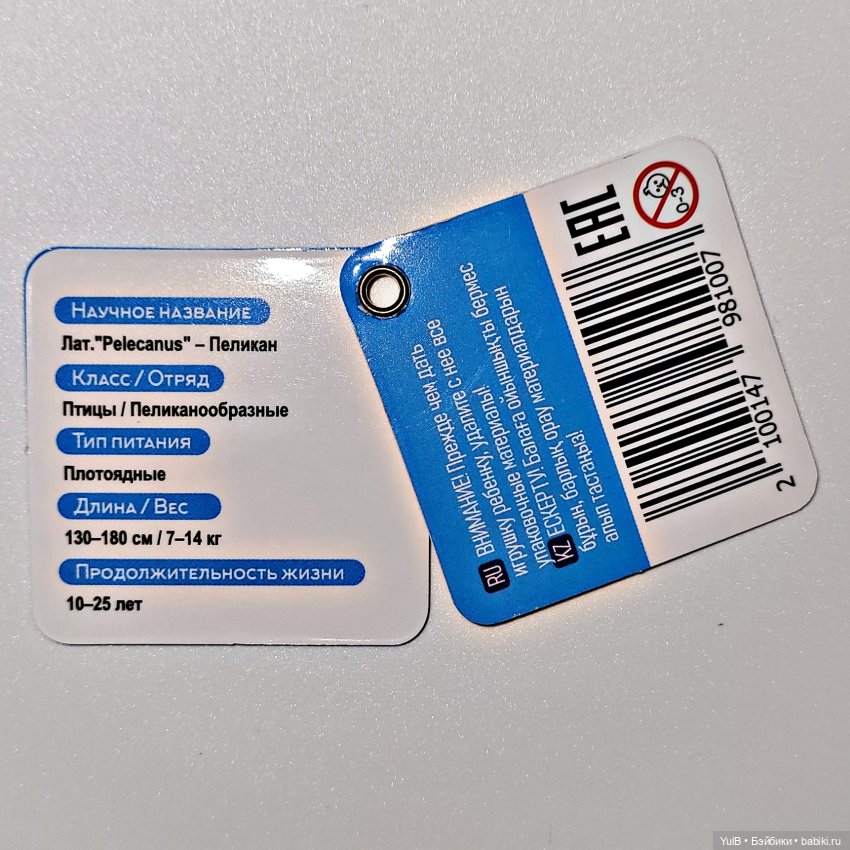 Научное название
Лат."Pelecanus" – Пеликан
Класс / Отряд
Птицы / Пеликанообразные
Тип питания
Плотоядные
Длина / Вес
130–180 см / 7–14 кг
Продолжительность жизни
10–25 лет
RU ВНИМАНИЕ! Прежде чем дать
игрушку ребенку, удалите с нее все
упаковочные материалы!
KZ ЕСКЕРТУ! Балаға ойыншықты бермес
бұрын, барлық орау материалдарын
алып тастаңыз!
EAC
0-3
2 100147 981007
YulB • Бэйбики • babiki.ru